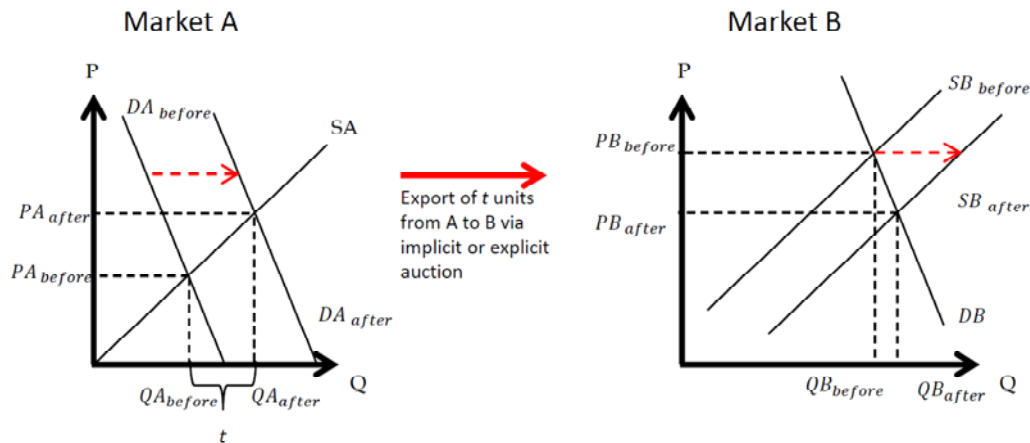 Market A
Market B
P
DA before
SA
PA after
PA before
DA after
Q
QA before
QA after
t
Export of t units
from A to B via
implicit or explicit
auction
P
SB before
PB before
SB after
PB after
DB
Q
QB before
QB after